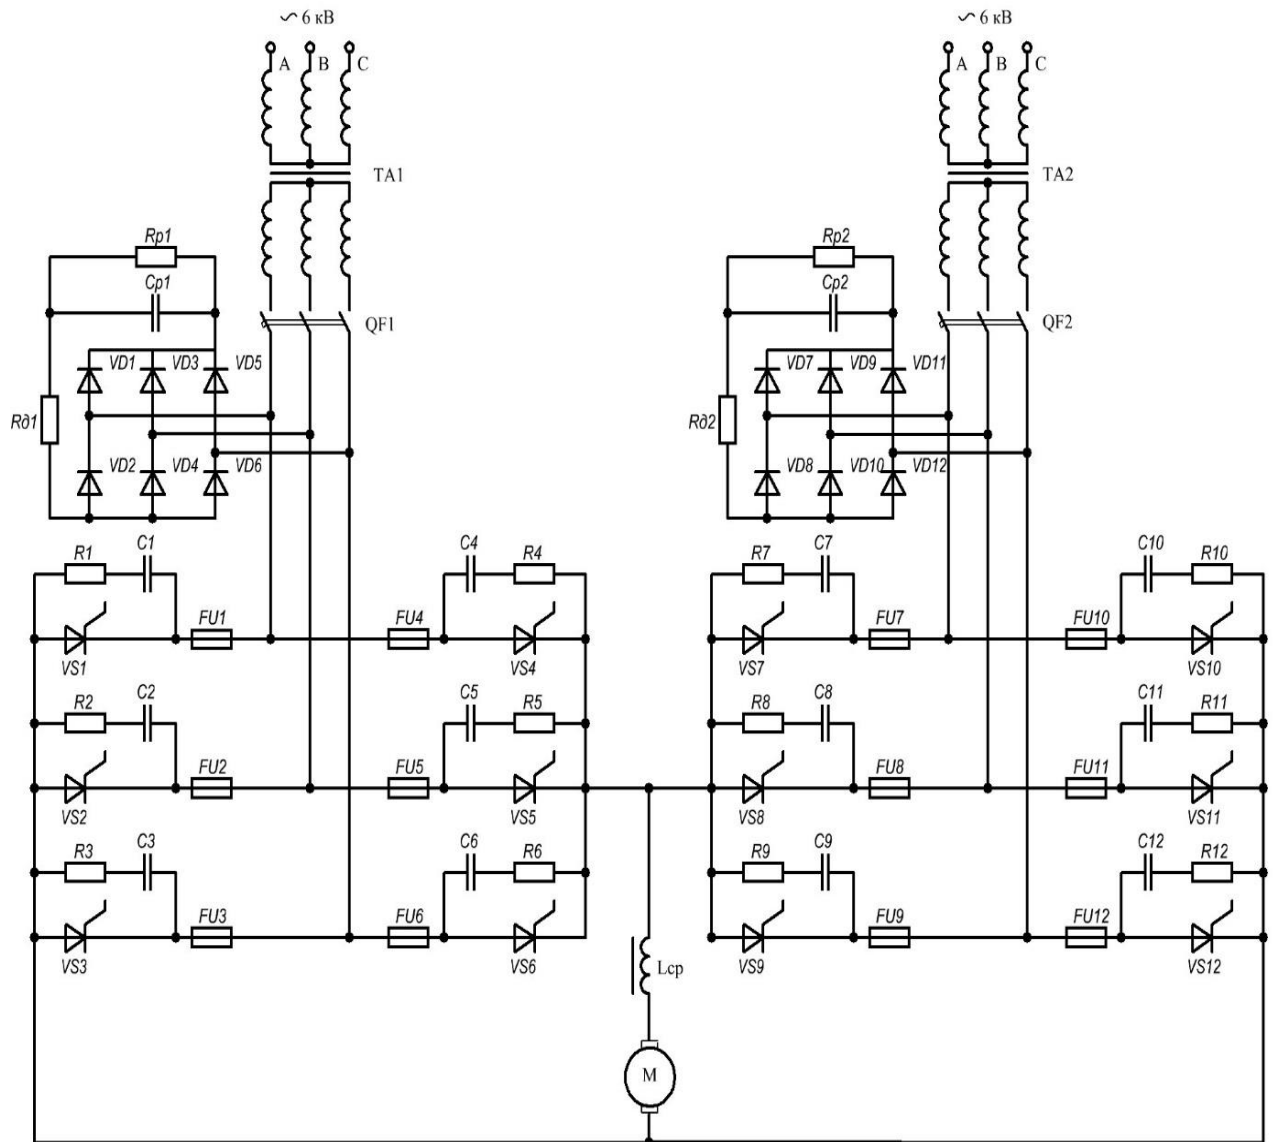 ~ 6 кВ
~ 6 кВ
A B C
A B C
TA1
TA2
Rp1
Rp2
Cp1
Cp2
QF1
QF2
VD1 VD3 VD5
VD7 VD9 VD11
Rд1
Rд2
VD2 VD4 VD6
VD8 VD10 VD12
R1 C1 C4 R4
R7 C7 C10 R10
FU1 FU4
FU7 FU10
VS1 VS4
VS7 VS10
R2 C2 C5 R5
R8 C8 C11 R11
FU2 FU5
FU8 FU11
VS2 VS5
VS8 VS11
R3 C3 C6 R6
R9 C9 C12 R12
FU3 FU6
FU9 FU12
VS3 VS6
VS9 VS12
Lcp
M